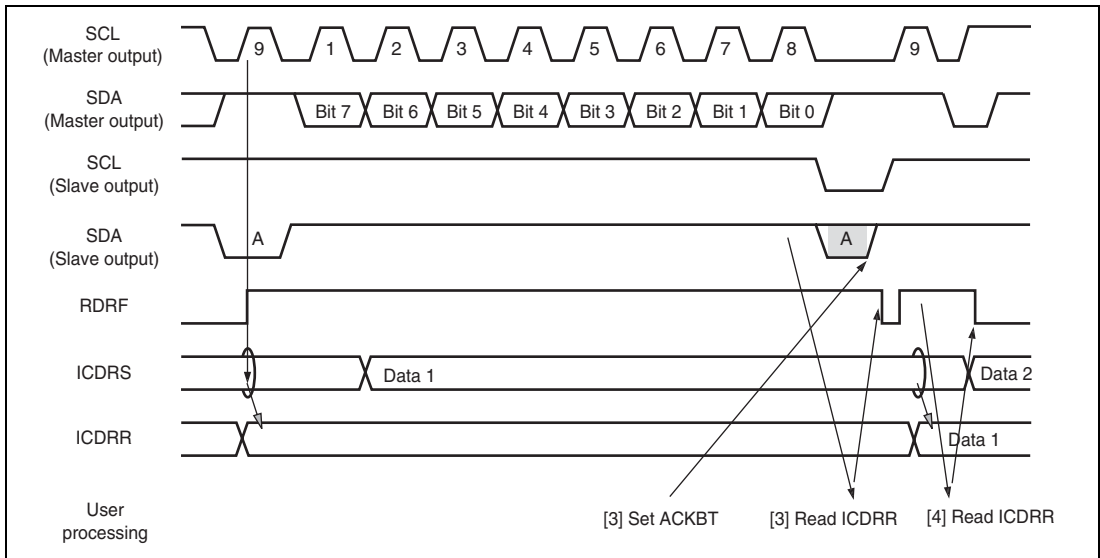 SCL
(Master output)
9 1 2 3 4 5 6 7 8 9
SDA
(Master output)
Bit 7 Bit 6 Bit 5 Bit 4 Bit 3 Bit 2 Bit 1 Bit 0
SCL
(Slave output)
SDA
(Slave output)
A A
RDRF
ICDRS
Data 1 Data 2
ICDRR
Data 1
User
processing
[3] Set ACKBT [3] Read ICDRR [4] Read ICDRR